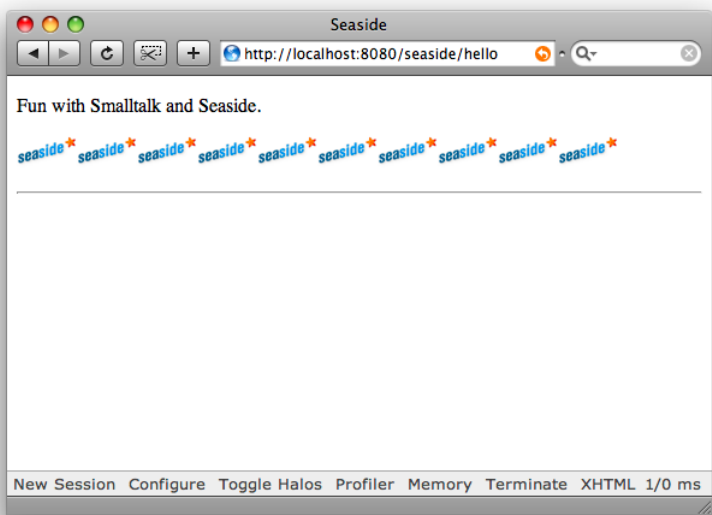 Seaside
http://localhost:8080/seaside/hello
Fun with Smalltalk and Seaside.
seaside seaside seaside seaside seaside seaside seaside seaside seaside seaside
New Session Configure Toggle Halos Profiler Memory Terminate XHTML 1/0 ms